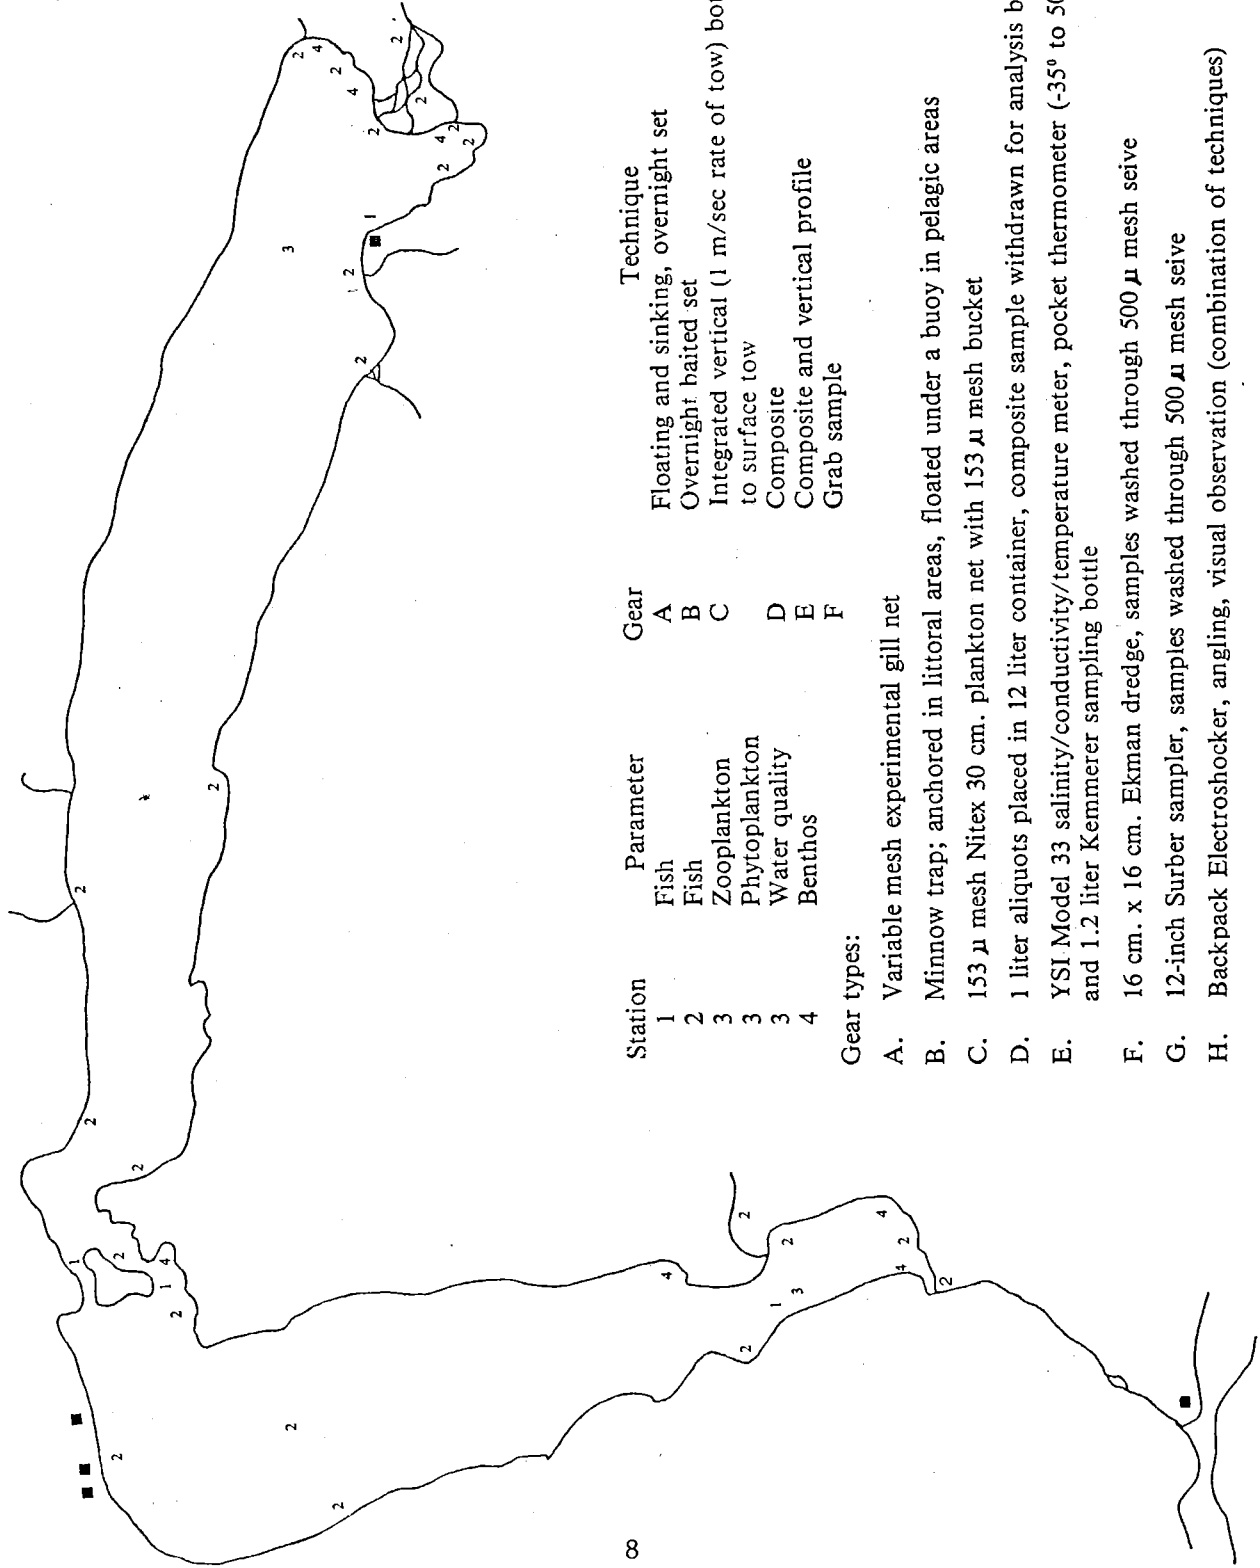 Station Parameter Gear Technique
1 Fish A Floating and sinking, overnight set
2 Fish B Overnight baited set
3 Zooplankton C Integrated vertical (1 m/sec rate of tow)
to surface tow
3 Phytoplankton D Composite
3 Water quality E Composite and vertical profile
4 Benthos F Grab sample
Gear types:
A. Variable mesh experimental gill net
B. Minnow trap; anchored in littoral areas, floated under a buoy in pelagic areas
C. 153 µ mesh Nitex 30 cm. plankton net with 153 µ mesh bucket
D. 1 liter aliquots placed in 12 liter container, composite sample withdrawn for analysis
E. YSI Model 33 salinity/conductivity/temperature meter, pocket thermometer (-35° to
and 1.2 liter Kemmerer sampling bottle
F. 16 cm. x 16 cm. Ekman dredge, samples washed through 500 µ mesh seive
G. 12-inch Surber sampler, samples washed through 500 µ mesh seive
H. Backpack Electroshocker, angling, visual observation (combination of techniques)
8